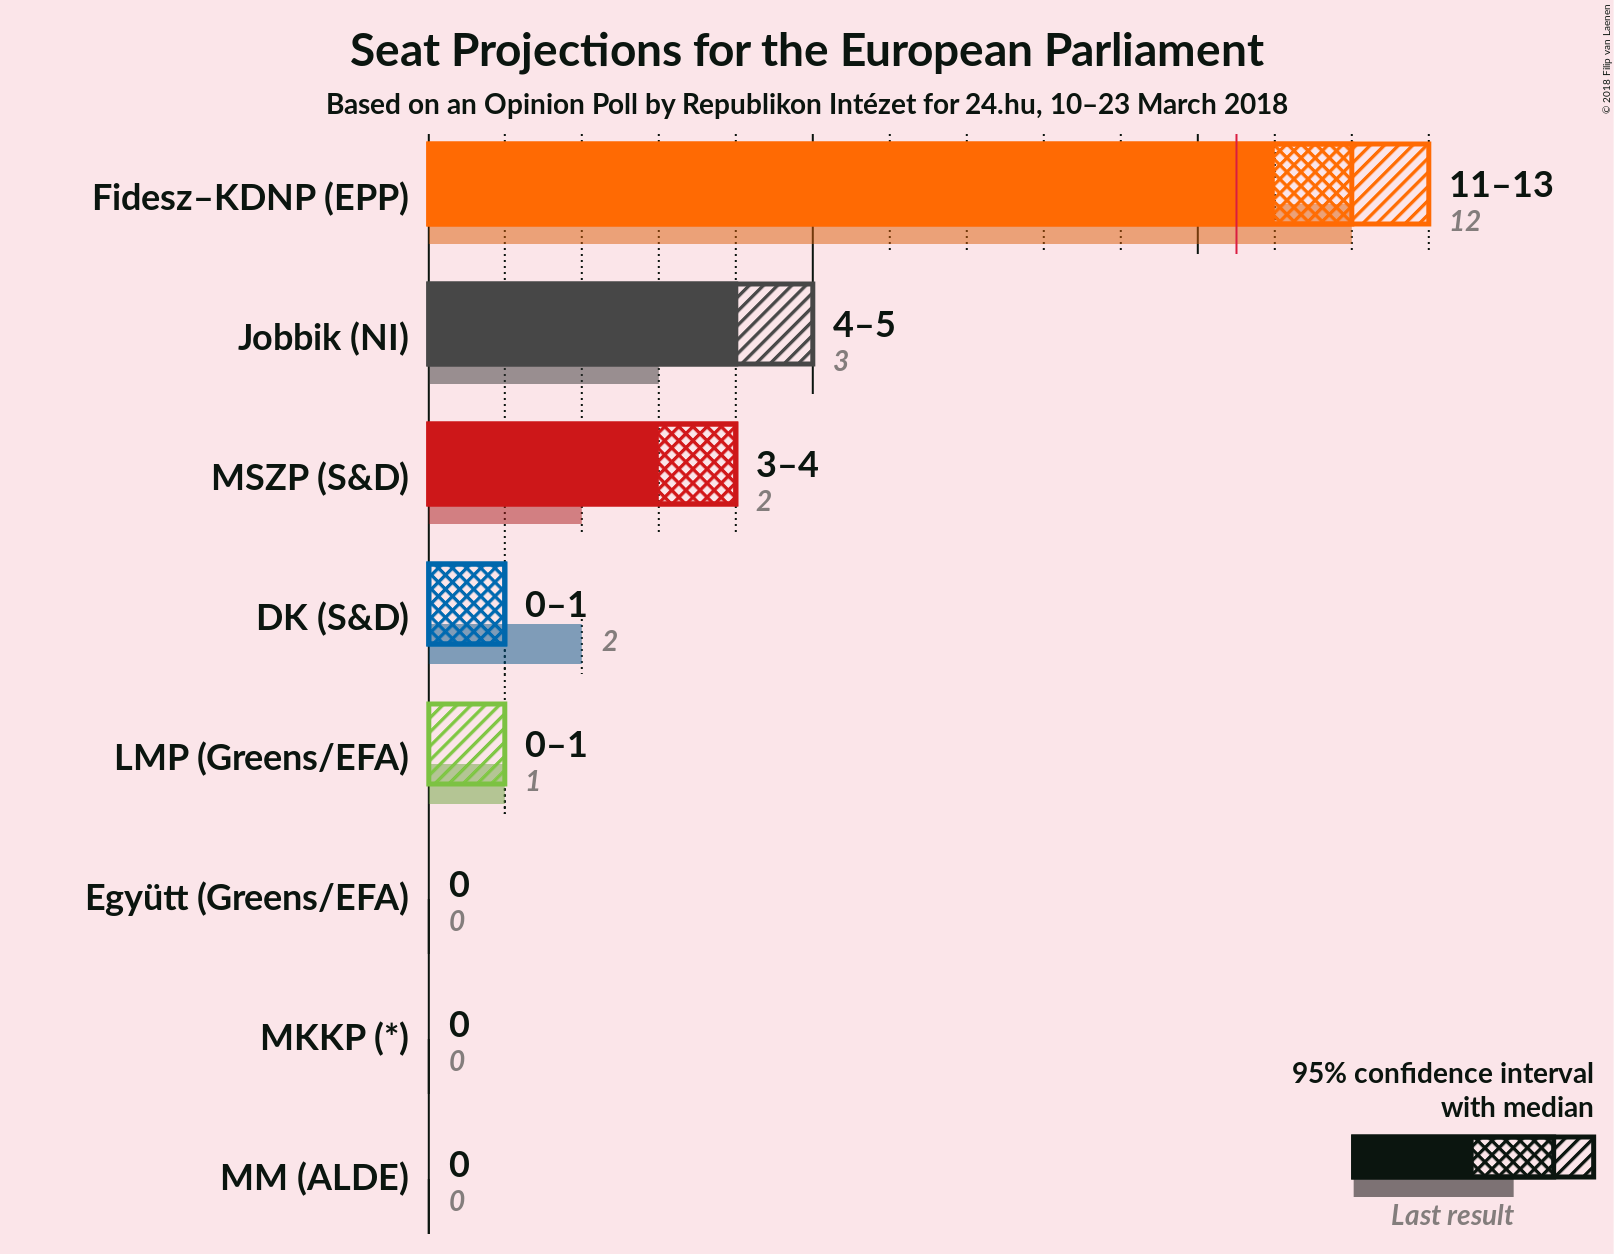 Seat Projections for the European Parliament
Based on an Opinion Poll by Republikon Intézet for 24.hu, 10–23 March 2018
© 2018 Filip van Laenen
Fidesz–KDNP (EPP)
11–13
12
Jobbik (NI)
4–5
3
MSZP (S&D)
3–4
2
DK (S&D)
0–1
2
LMP (Greens/EFA)
0–1
1
Együtt (Greens/EFA)
0
0
MKKP (*)
0
0
MM (ALDE)
0
0
95% confidence interval
with median
Last result